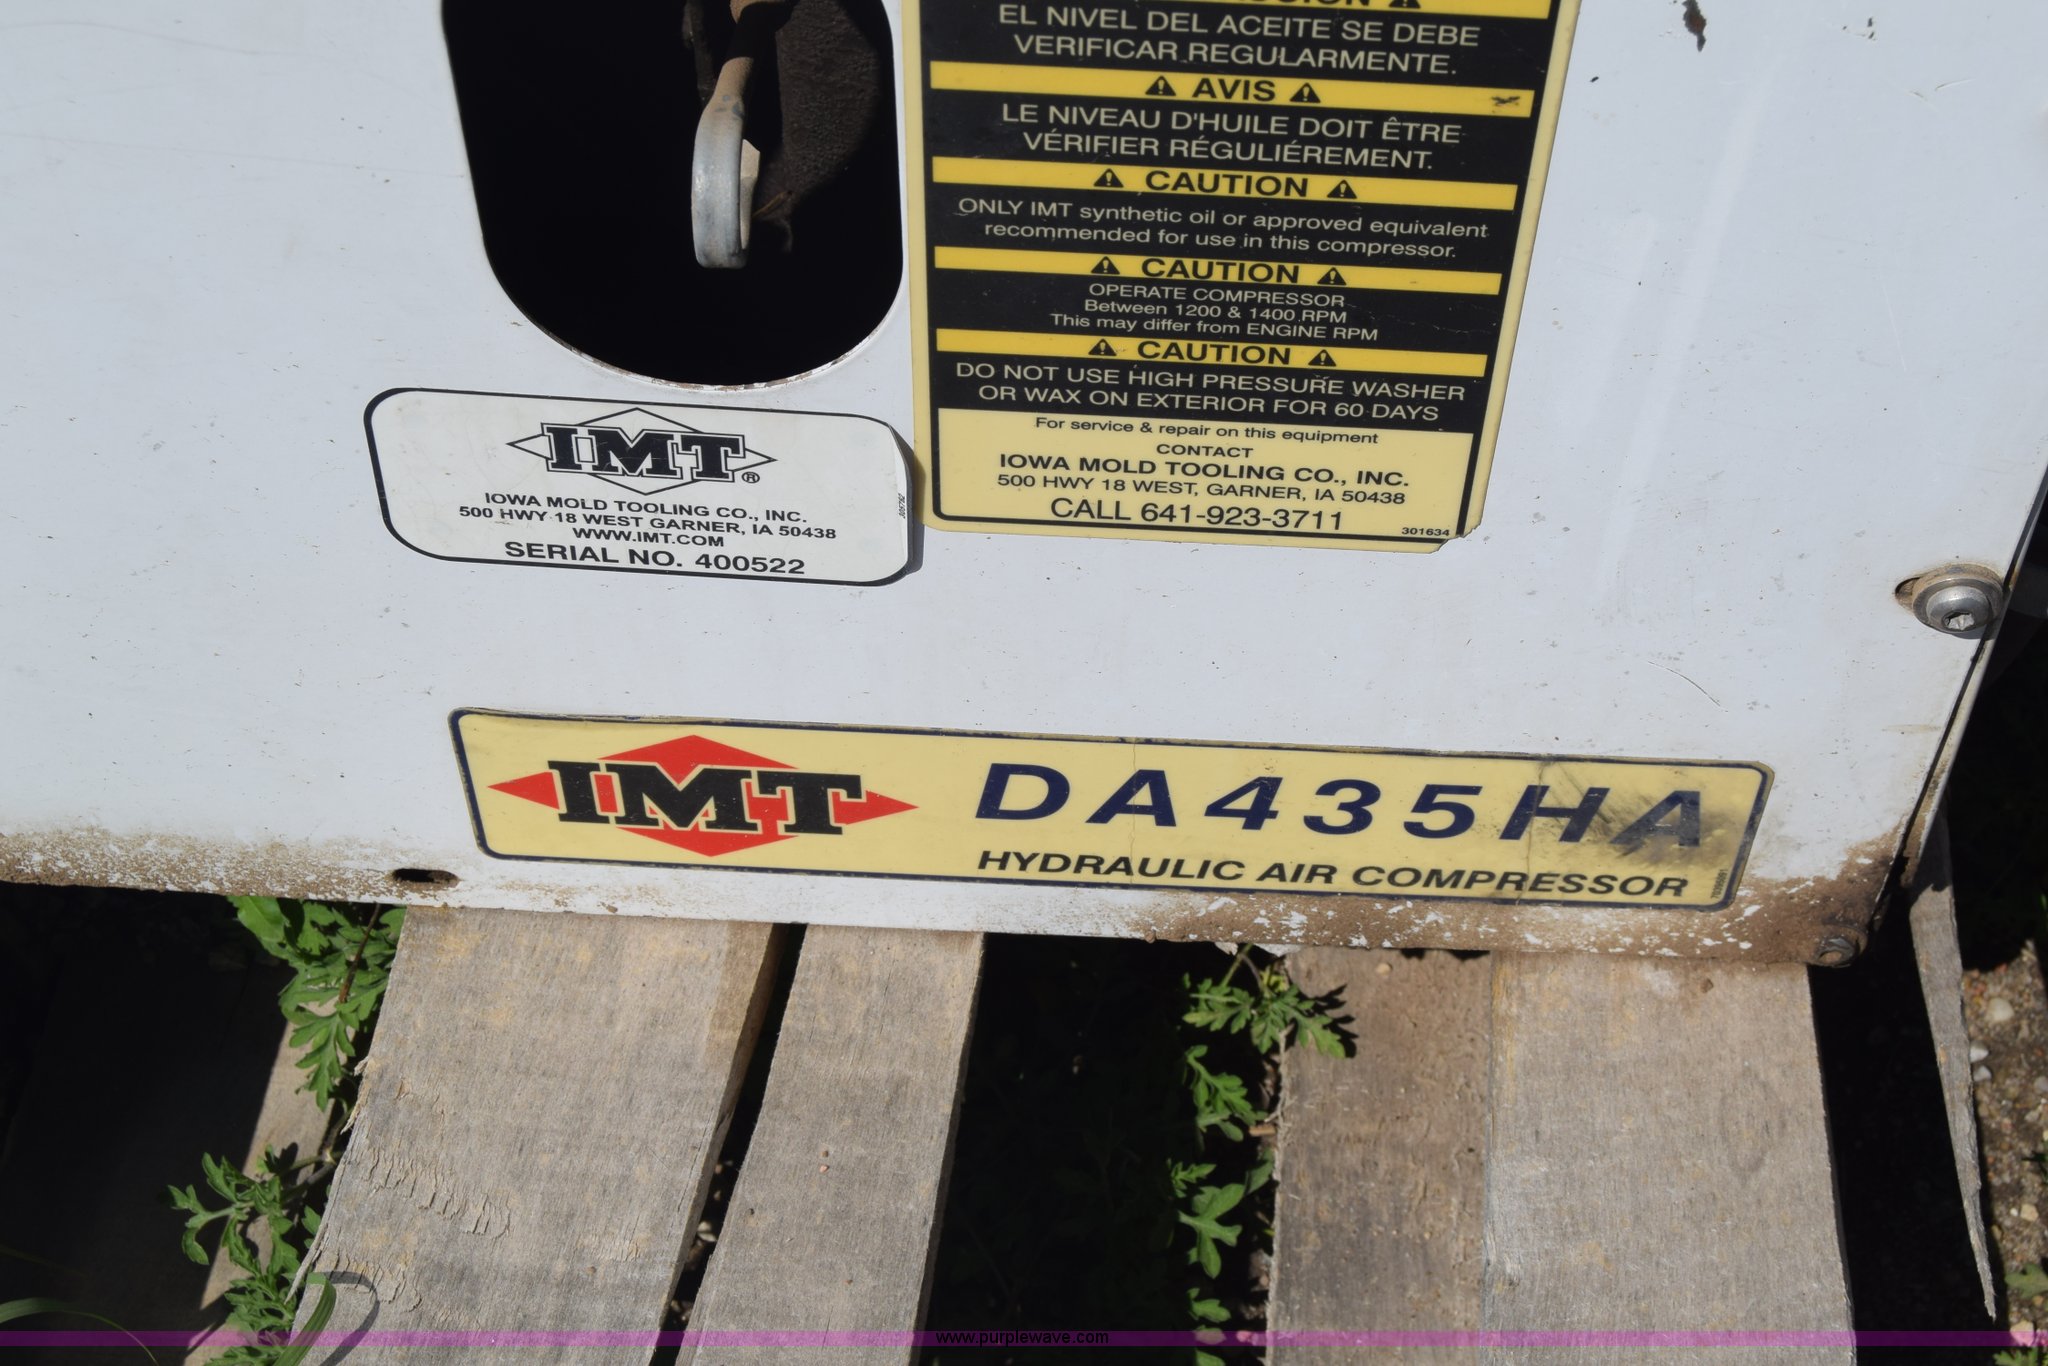 EL NIVEL DEL ACEITE SE DEBE
VERIFICAR REGULARMENTE.
AVIS
LE NIVEAU D'HUILE DOIT ÊTRE
VÉRIFIER RÉGULIÉREMENT.
CAUTION
ONLY IMT synthetic oil or approved equivalent
recommended for use in this compressor.
CAUTION
OPERATE COMPRESSOR
Between 1200 & 1400 RPM
This may differ from ENGINE RPM
CAUTION
DO NOT USE HIGH PRESSURE WASHER
OR WAX ON EXTERIOR FOR 60 DAYS
For service & repair on this equipment
CONTACT
IOWA MOLD TOOLING CO., INC.
500 HWY 18 WEST, GARNER, IA 50438
CALL 641-923-3711
301634
IMT®
IOWA MOLD TOOLING CO., INC.
500 HWY 18 WEST GARNER, IA 50438
WWW.IMT.COM
SERIAL NO. 400522
IMT
DA435HA
HYDRAULIC AIR COMPRESSOR
www.purplewave.com